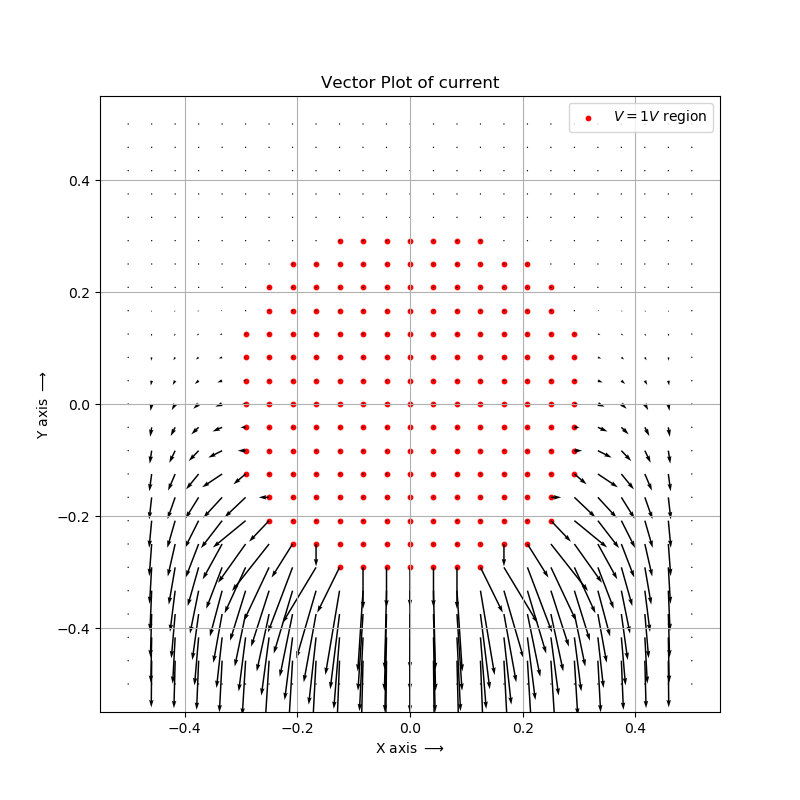 Vector Plot of current
V = 1V region
0.4
0.2
0.0
−0.2
−0.4
Y axis ⟶
−0.4 −0.2 0.0 0.2 0.4
X axis ⟶